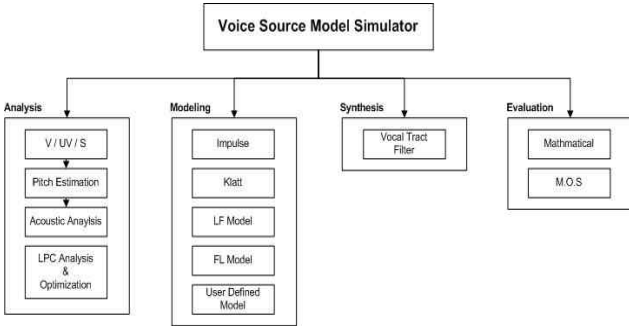 Voice Source Model Simulator
Analysis
V / UV / S
Pitch Estimation
Acoustic Anaylsis
LPC Analysis
&
Optimization
Modeling
Impulse
Klatt
LF Model
FL Model
User Defined
Model
Synthesis
Vocal Tract
Filter
Evaluation
Mathmatical
M.O.S